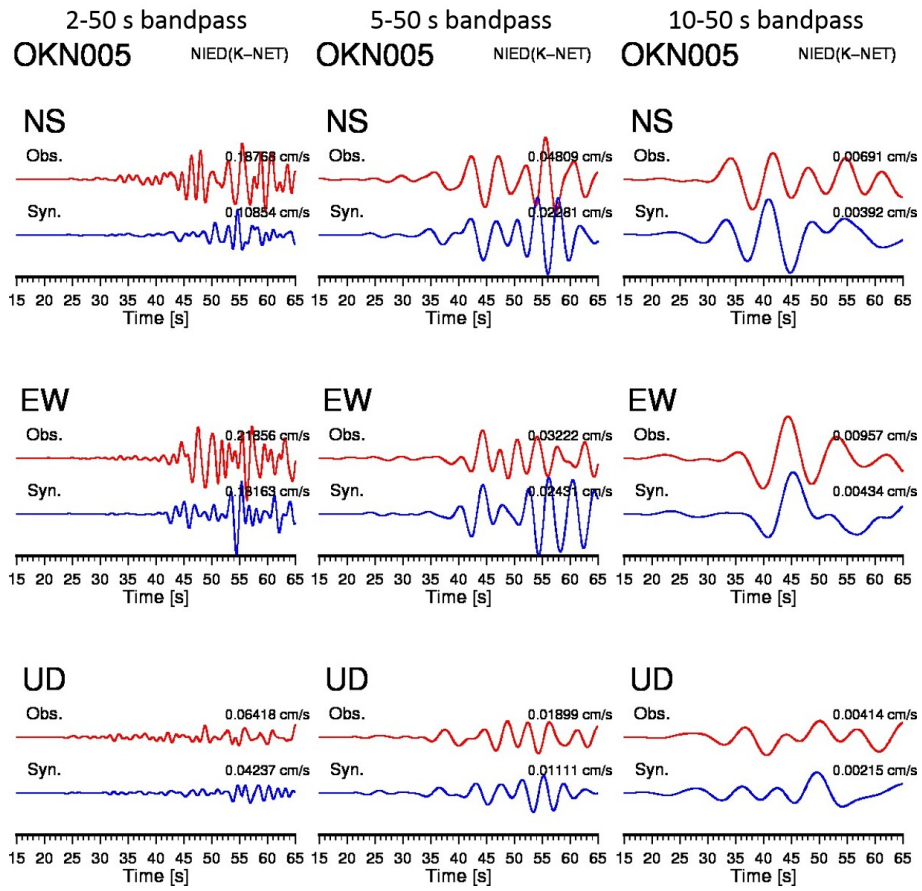 2-50 s bandpass 5-50 s bandpass 10-50 s bandpass
OKN005 NIED(K-NET) OKN005 NIED(K-NET) OKN005 NIED(K-NET)
NS NS NS
Obs. 0.18768 cm/s Obs. 0.04809 cm/s Obs. 0.00691 cm/s
Syn. 0.10854 cm/s Syn. 0.02281 cm/s Syn. 0.00392 cm/s
15 20 25 30 35 40 45 50 55 60 65 15 20 25 30 35 40 45 50 55 60 65 15 20 25 30 35 40 45 50 55 60 65
Time [s] Time [s] Time [s]
EW EW EW
Obs. 0.21856 cm/s Obs. 0.03222 cm/s Obs. 0.00957 cm/s
Syn. 0.18163 cm/s Syn. 0.02431 cm/s Syn. 0.00434 cm/s
15 20 25 30 35 40 45 50 55 60 65 15 20 25 30 35 40 45 50 55 60 65 15 20 25 30 35 40 45 50 55 60 65
Time [s] Time [s] Time [s]
UD UD UD
Obs. 0.06418 cm/s Obs. 0.01899 cm/s Obs. 0.00414 cm/s
Syn. 0.04237 cm/s Syn. 0.01111 cm/s Syn. 0.00215 cm/s
15 20 25 30 35 40 45 50 55 60 65 15 20 25 30 35 40 45 50 55 60 65 15 20 25 30 35 40 45 50 55 60 65
Time [s] Time [s] Time [s]